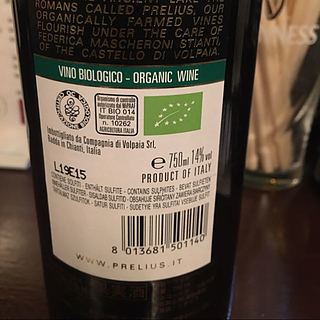 ROMANS CALLED PRELIUS,
ORGANICALLY FARMED VINES
FLOURISH UNDER THE CARE OF
FEDERICA MASCHERONI STIANTI,
OF THE CASTELLO DI VOLPAIA.
VINO BIOLOGICO - ORGANIC WINE
Organismo di controllo
autorizzato dal MiPAAF
IT BIO 014
Operatore Controllato
n. 10262
AGRICOLTURA ITALIA
Imbottigliato da Compagnia di Volpaia Srl,
Radda in Chianti, Italia
L19E15
℮ 750ml 14%vol
PRODUCT OF ITALY
CONTIENE SOLFITI - ENTHÄLT SULFITE - CONTAINS SULPHITES - BEVAT SULFIETEN
8 013681 501140
WWW.PRELIUS.IT